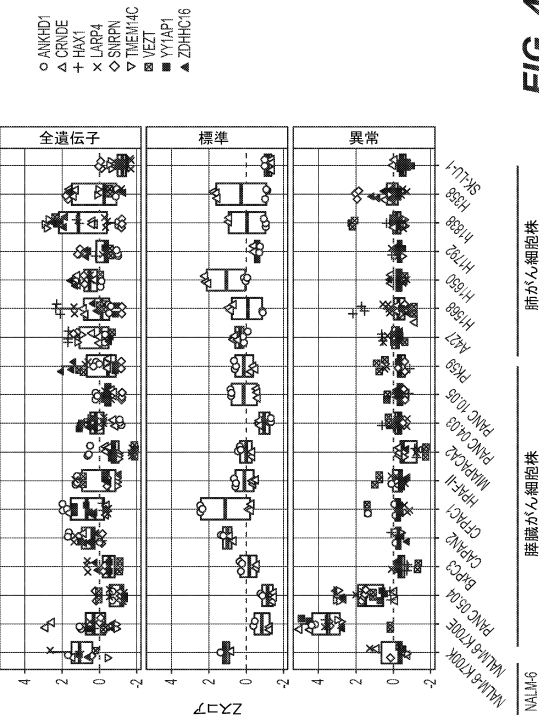 ○ ANKHD1
△ CRNDE
+ HAX1
× LARP4
◇ SNRPN
▽ TMEM14C
⊠ VEZT
■ YY1AP1
▲ ZDHHC16
全遺伝子
4
2
0
-2
標準
4
2
0
-2
異常
4
2
0
-2
Zスコア
NALM-6 K700K
NALM-6 K700E
PANC 05.04
BxPC3
CAPAN2
CFPAC1
HPAF-II
MIAPACA2
PANC 04.03
PANC 10.05
PK59
A427
H1568
H1650
H1792
h1838
H358
SK-LU-1
NALM-6
膵臓がん細胞株
肺がん細胞株